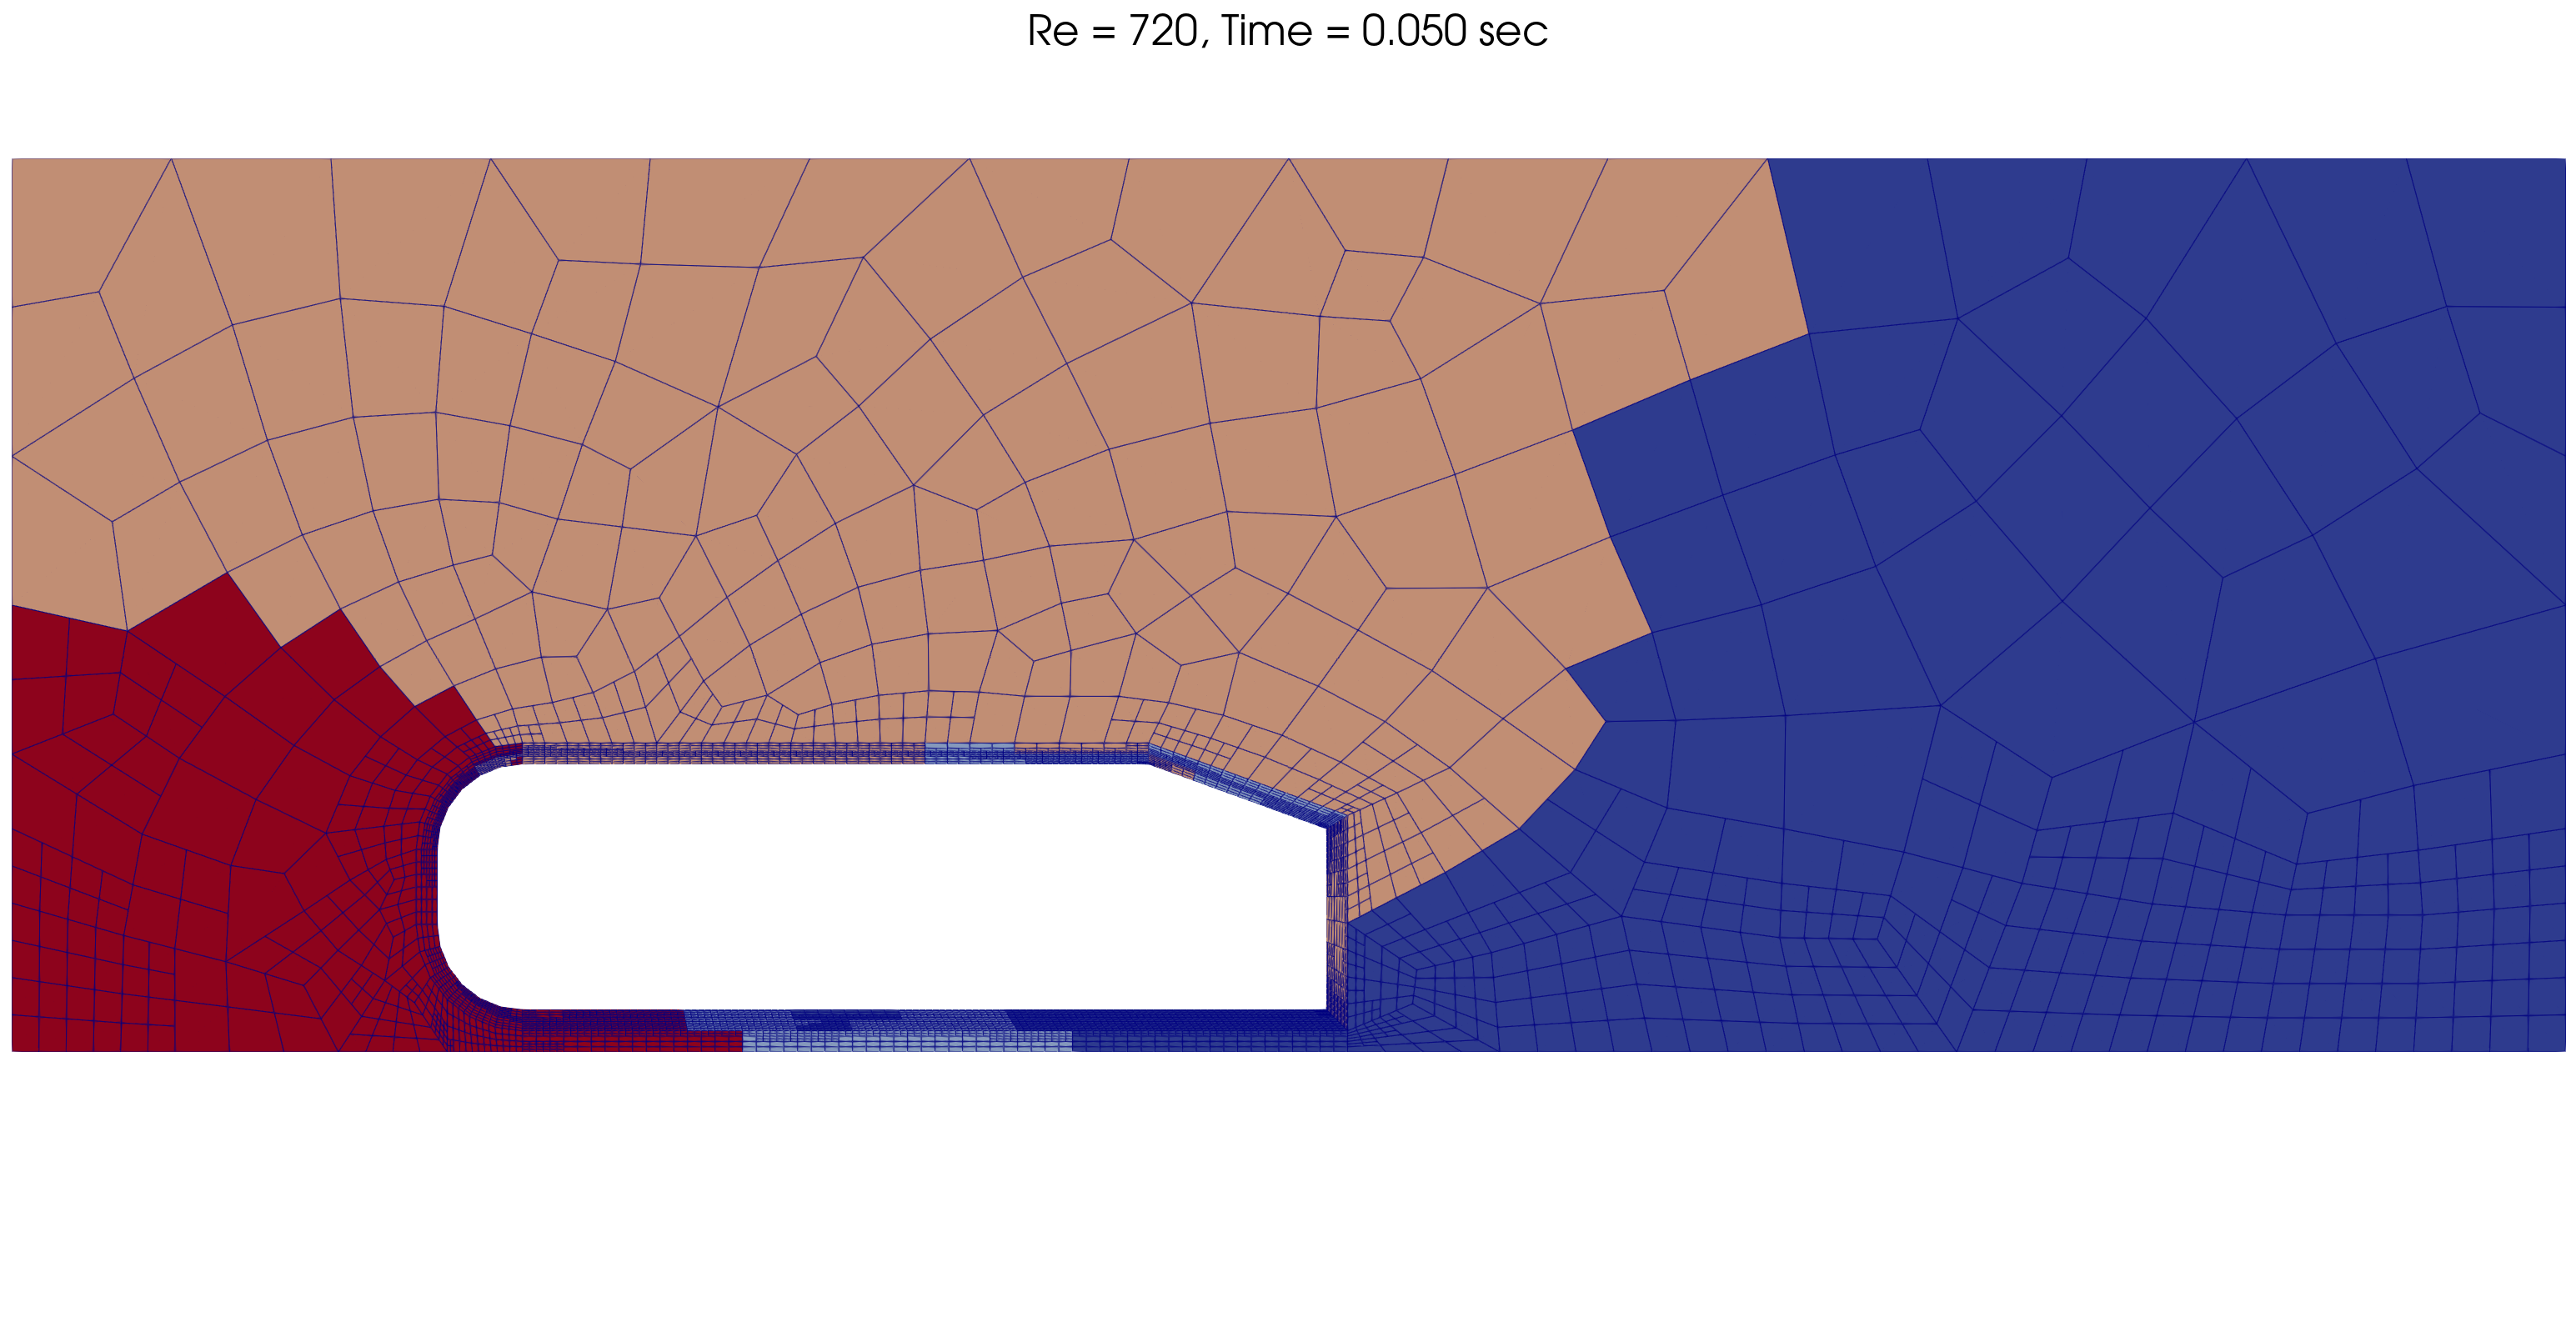 Re = 720, Time = 0.050 sec